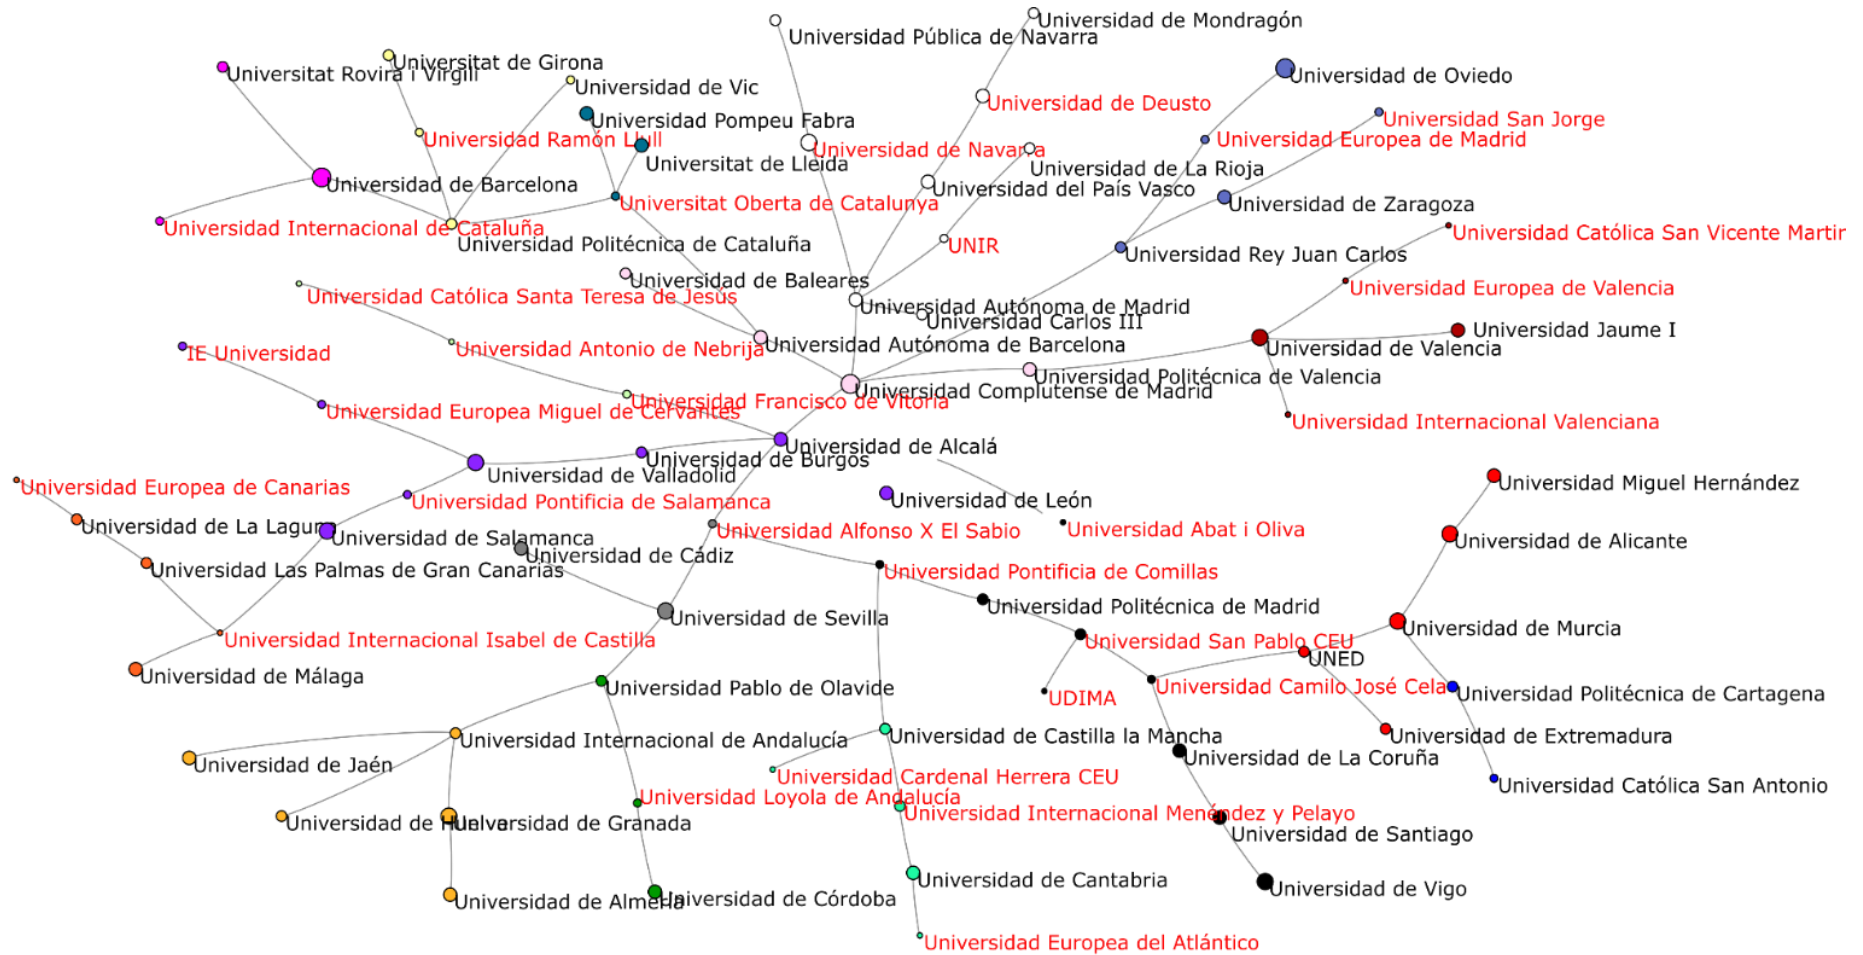 Universidad de Mondragón
Universidad Pública de Navarra
Universitat de Girona
Universitat Rovira i Virgili
Universidad de Oviedo
Universidad de Vic
Universidad de Deusto
Universidad Pompeu Fabra
Universidad San Jorge
Universidad Ramón Llull
Universidad Europea de Madrid
Universidad de Navarra
Universitat de Lleida
Universidad de La Rioja
Universidad de Barcelona
Universidad del País Vasco
Universitat Oberta de Catalunya
Universidad de Zaragoza
Universidad Internacional de Cataluña
Universidad Católica San Vicente Martir
Universidad Politécnica de Cataluña
UNIR
Universidad Rey Juan Carlos
Universidad de Baleares
Universidad Europea de Valencia
Universidad Católica Santa Teresa de Jesús
Universidad Autónoma de Madrid
Universidad Carlos III
Universidad Jaume I
Universidad Autónoma de Barcelona
Universidad Antonio de Nebrija
Universidad de Valencia
IE Universidad
Universidad Politécnica de Valencia
Universidad Complutense de Madrid
Universidad Francisco de Vitoria
Universidad Europea Miguel de Cervantes
Universidad Internacional Valenciana
Universidad de Alcalá
Universidad de Burgos
Universidad de Valladolid
Universidad Miguel Hernández
Universidad Europea de Canarias
Universidad de León
Universidad Pontificia de Salamanca
Universidad de La Laguna
Universidad Alfonso X El Sabio
Universidad Abat i Oliva
Universidad de Salamanca
Universidad de Alicante
Universidad de Cádiz
Universidad Las Palmas de Gran Canarias
Universidad Pontificia de Comillas
Universidad Politécnica de Madrid
Universidad de Sevilla
Universidad de Murcia
Universidad Internacional Isabel de Castilla
Universidad San Pablo CEU
UNED
Universidad de Málaga
Universidad Pablo de Olavide
Universidad Camilo José Cela
Universidad Politécnica de Cartagena
UDIMA
Universidad de Castilla la Mancha
Universidad de Extremadura
Universidad Internacional de Andalucía
Universidad de La Coruña
Universidad de Jaén
Universidad Cardenal Herrera CEU
Universidad Católica San Antonio
Universidad Loyola de Andalucía
Universidad Internacional Menéndez y Pelayo
Universidad de Huelva
Universidad de Granada
Universidad de Santiago
Universidad de Cantabria
Universidad de Vigo
Universidad de Almería
Universidad de Córdoba
Universidad Europea del Atlántico